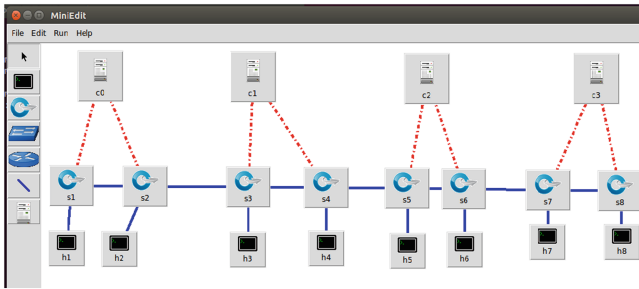 MiniEdit
File Edit Run Help
c0 c1 c2 c3
s1 s2 s3 s4 s5 s6 s7 s8
h1 h2 h3 h4 h5 h6 h7 h8